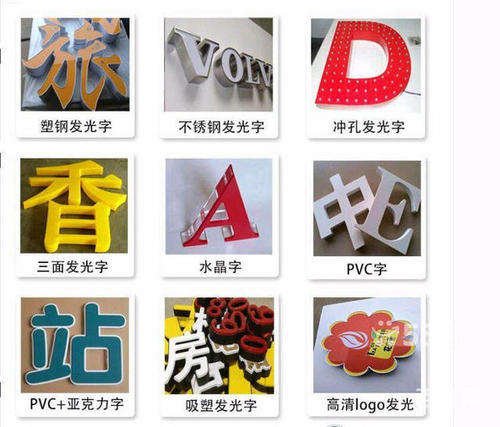 旅
VOLV
D
塑钢发光字
不锈钢发光字
冲孔发光字
香
A
中E
三面发光字
水晶字
PVC字
站
房
PVC+亚克力字
吸塑发光字
高清logo发光